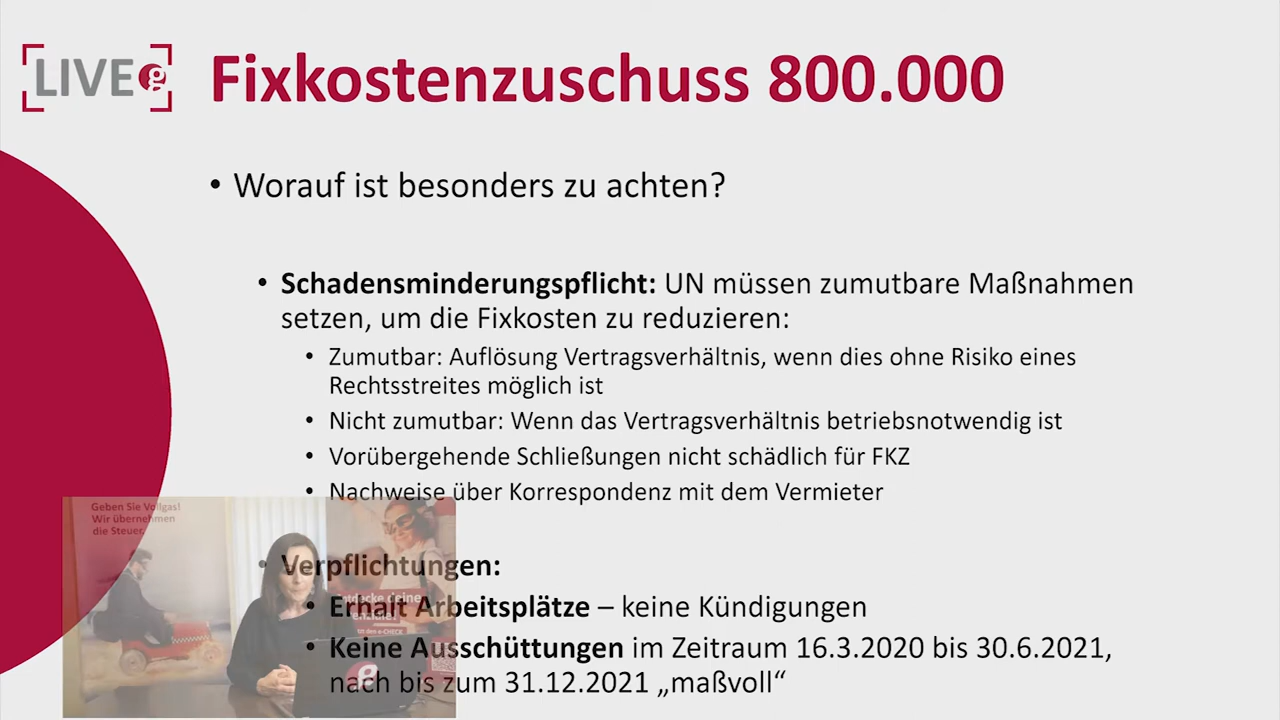 LIVE g
Fixkostenzuschuss 800.000
• Worauf ist besonders zu achten?
• Schadensminderungspflicht: UN müssen zumutbare Maßnahmen
setzen, um die Fixkosten zu reduzieren:
• Zumutbar: Auflösung Vertragsverhältnis, wenn dies ohne Risiko eines
Rechtsstreites möglich ist
• Nicht zumutbar: Wenn das Vertragsverhältnis betriebsnotwendig ist
• Vorübergehende Schließungen nicht schädlich für FKZ
• Nachweise über Korrespondenz mit dem Vermieter
• Verpflichtungen:
• Erhalt Arbeitsplätze – keine Kündigungen
• Keine Ausschüttungen im Zeitraum 16.3.2020 bis 30.6.2021,
nach bis zum 31.12.2021 „maßvoll“
Geben Sie Vollgas!
Wir übernehmen
die Steuer.
deine
den e-CHECK
g